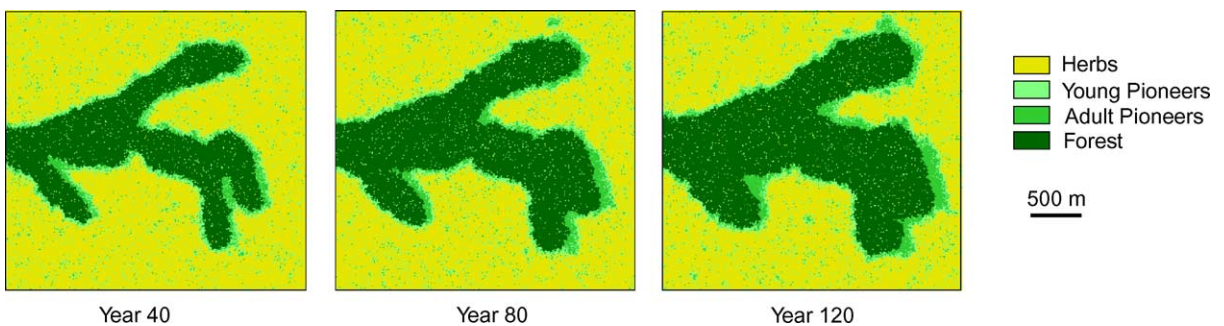 Herbs
Young Pioneers
Adult Pioneers
Forest
500 m
Year 40
Year 80
Year 120